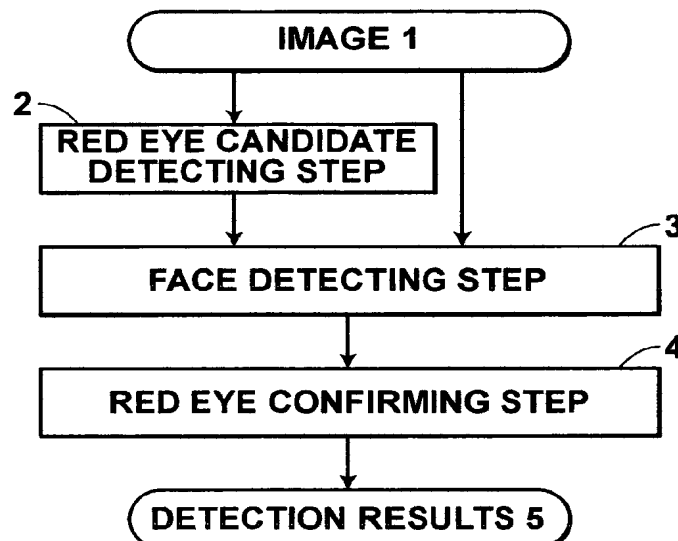 IMAGE 1
2
RED EYE CANDIDATE
DETECTING STEP
3
FACE DETECTING STEP
4
RED EYE CONFIRMING STEP
DETECTION RESULTS 5